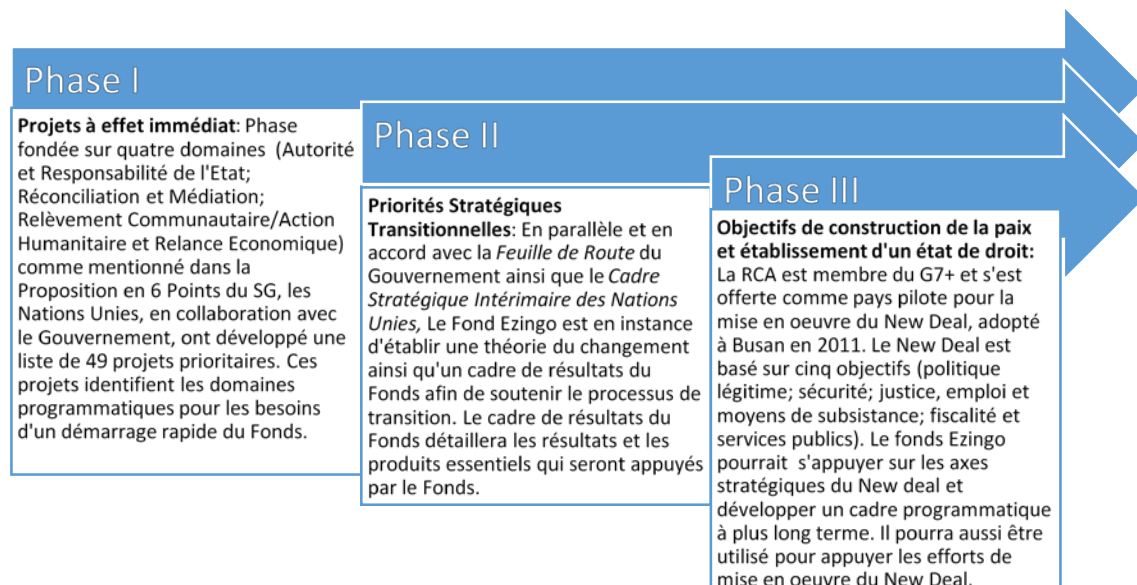 Phase I
Projets à effet immédiat: Phase
fondée sur quatre domaines (Autorité
et Responsabilité de l'Etat;
Réconciliation et Médiation;
Relèvement Communautaire/Action
Humanitaire et Relance Economique)
comme mentionné dans la
Proposition en 6 Points du SG, les
Nations Unies, en collaboration avec
le Gouvernement, ont développé une
liste de 49 projets prioritaires. Ces
projets identifient les domaines
programmatiques pour les besoins
d'un démarrage rapide du Fonds.
Phase II
Priorités Stratégiques
Transitionnelles: En parallèle et en
accord avec la Feuille de Route du
Gouvernement ainsi que le Cadre
Stratégique Intérimaire des Nations
Unies, Le Fond Ezingo est en instance
d'établir une théorie du changement
ainsi qu'un cadre de résultats du
Fonds afin de soutenir le processus de
transition. Le cadre de résultats du
Fonds détaillera les résultats et les
produits essentiels qui seront appuyés
par le Fonds.
Phase III
Objectifs de construction de la paix
et établissement d'un état de droit:
La RCA est membre du G7+ et s'est
offerte comme pays pilote pour la
mise en oeuvre du New Deal, adopté
à Busan en 2011. Le New Deal est
basé sur cinq objectifs (politique
légitime; sécurité; justice, emploi et
moyens de subsistance; fiscalité et
services publics). Le fonds Ezingo
pourrait s'appuyer sur les axes
stratégiques du New deal et
développer un cadre programmatique
à plus long terme. Il pourra aussi être
utilisé pour appuyer les efforts de
mise en oeuvre du New Deal.